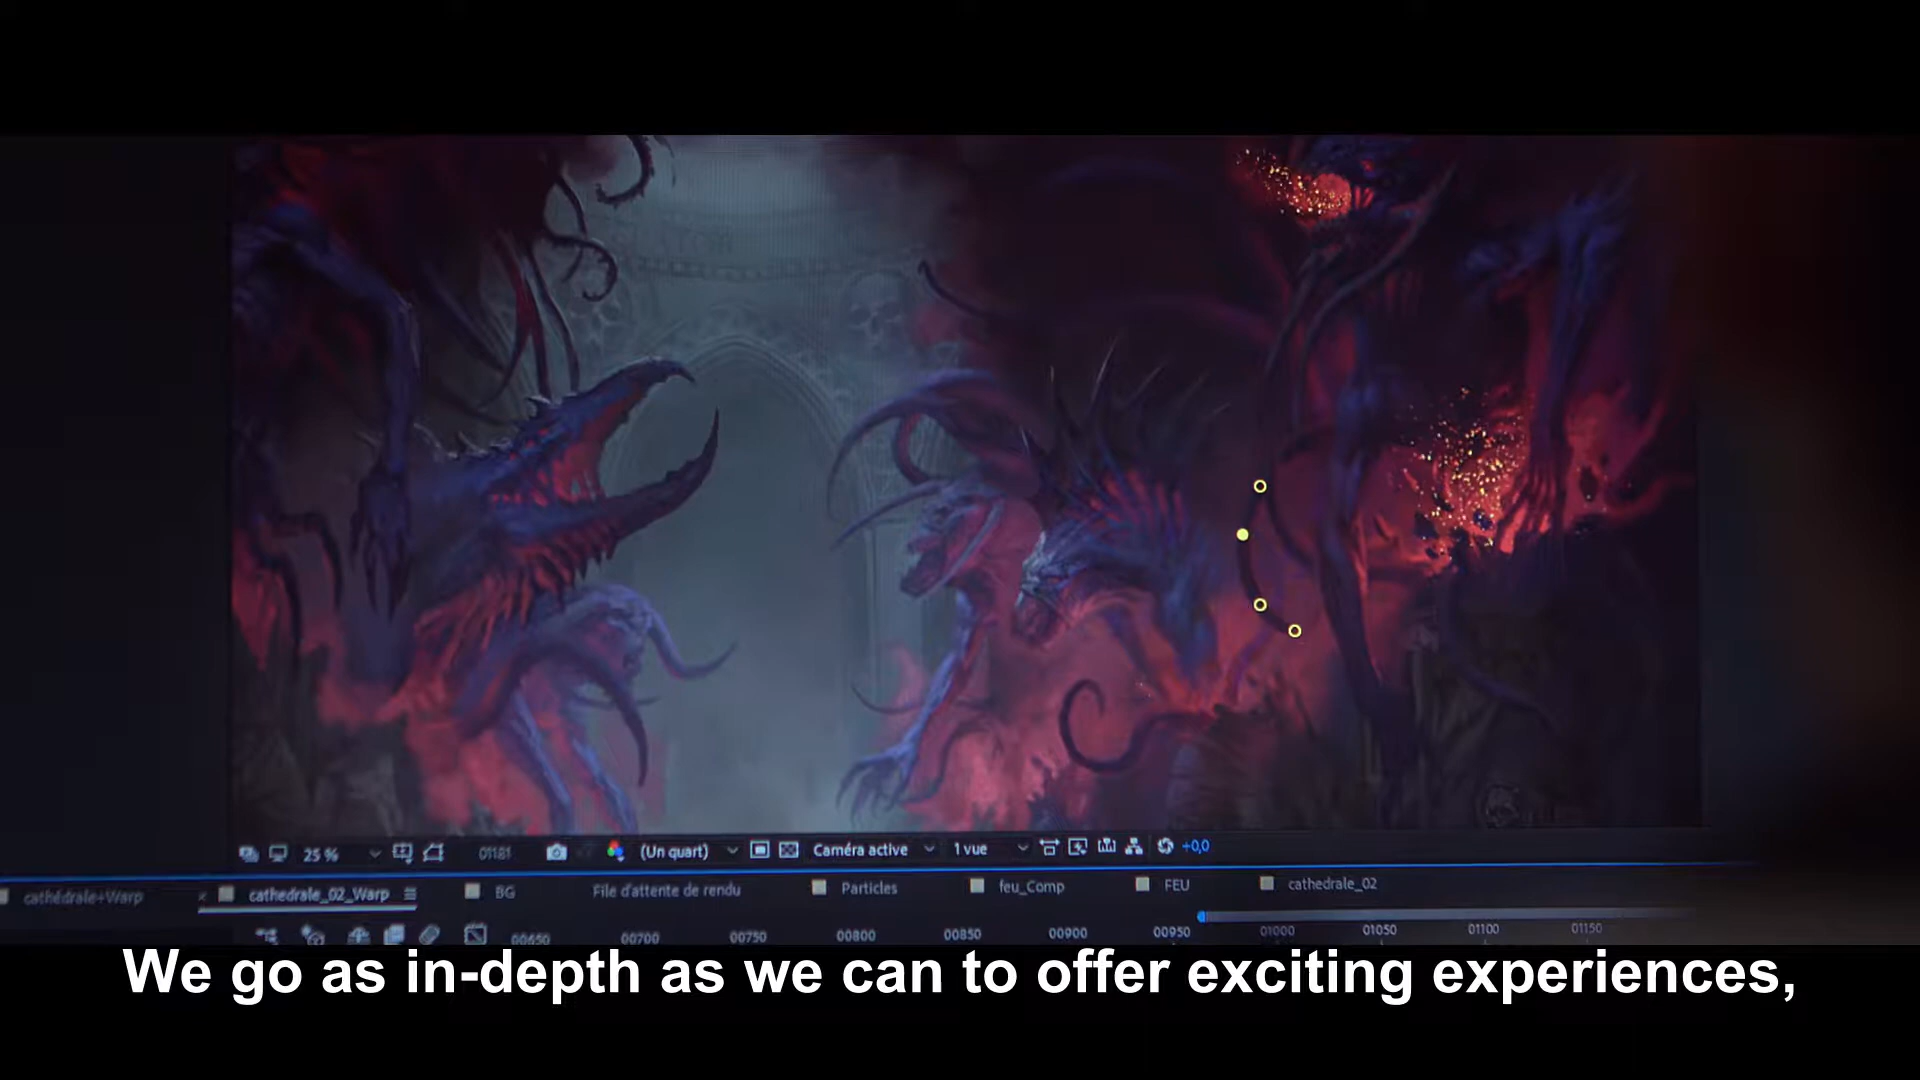 25 %
01181
(Un quart)
Caméra active
1 vue
+0,0
cathédrale+Warp
cathedrale_02_Warp
BG
File d'attente de rendu
Particles
feu_Comp
FEU
cathedrale_02
00650
00700
00750
00800
00850
00900
00950
01000
01050
01100
01150
We go as in-depth as we can to offer exciting experiences,